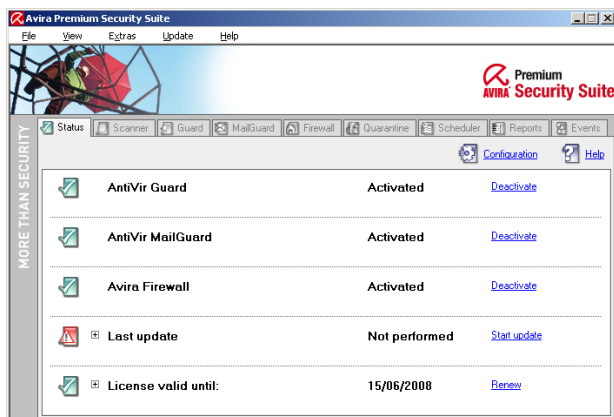 Avira Premium Security Suite
File View Extras Update Help
Premium
AVIRA Security Suite
MORE THAN SECURITY
Status Scanner Guard MailGuard Firewall Quarantine Scheduler Reports Events
Configuration Help
AntiVir Guard Activated Deactivate
AntiVir MailGuard Activated Deactivate
Avira Firewall Activated Deactivate
Last update Not performed Start update
License valid until: 15/06/2008 Renew